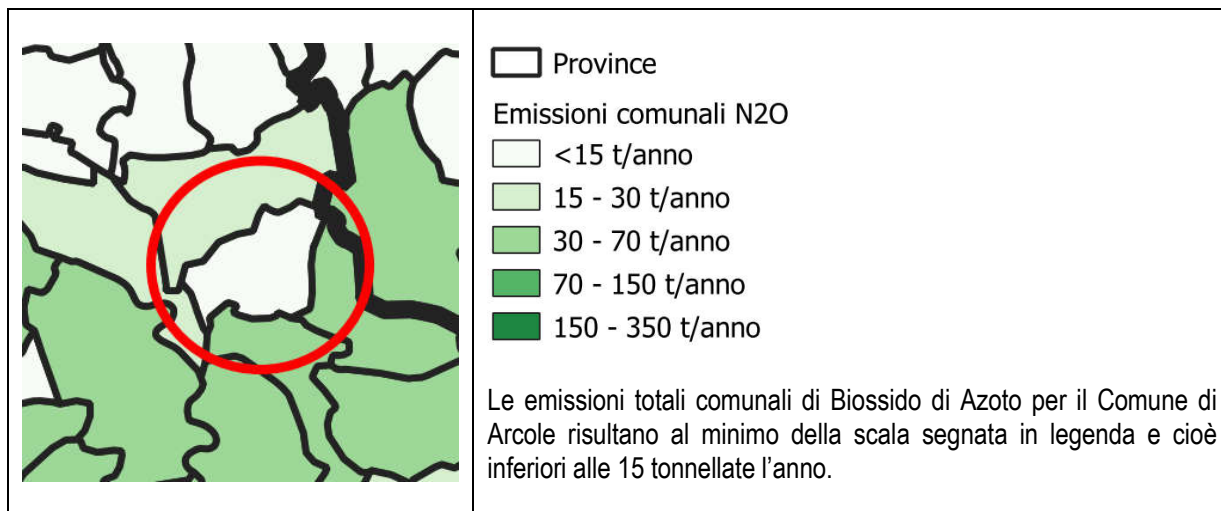 Province
Emissioni comunali N2O
<15 t/anno
15 - 30 t/anno
30 - 70 t/anno
70 - 150 t/anno
150 - 350 t/anno
Le emissioni totali comunali di Biossido di Azoto per il Comune di
Arcole risultano al minimo della scala segnata in legenda e cioè
inferiori alle 15 tonnellate l'anno.